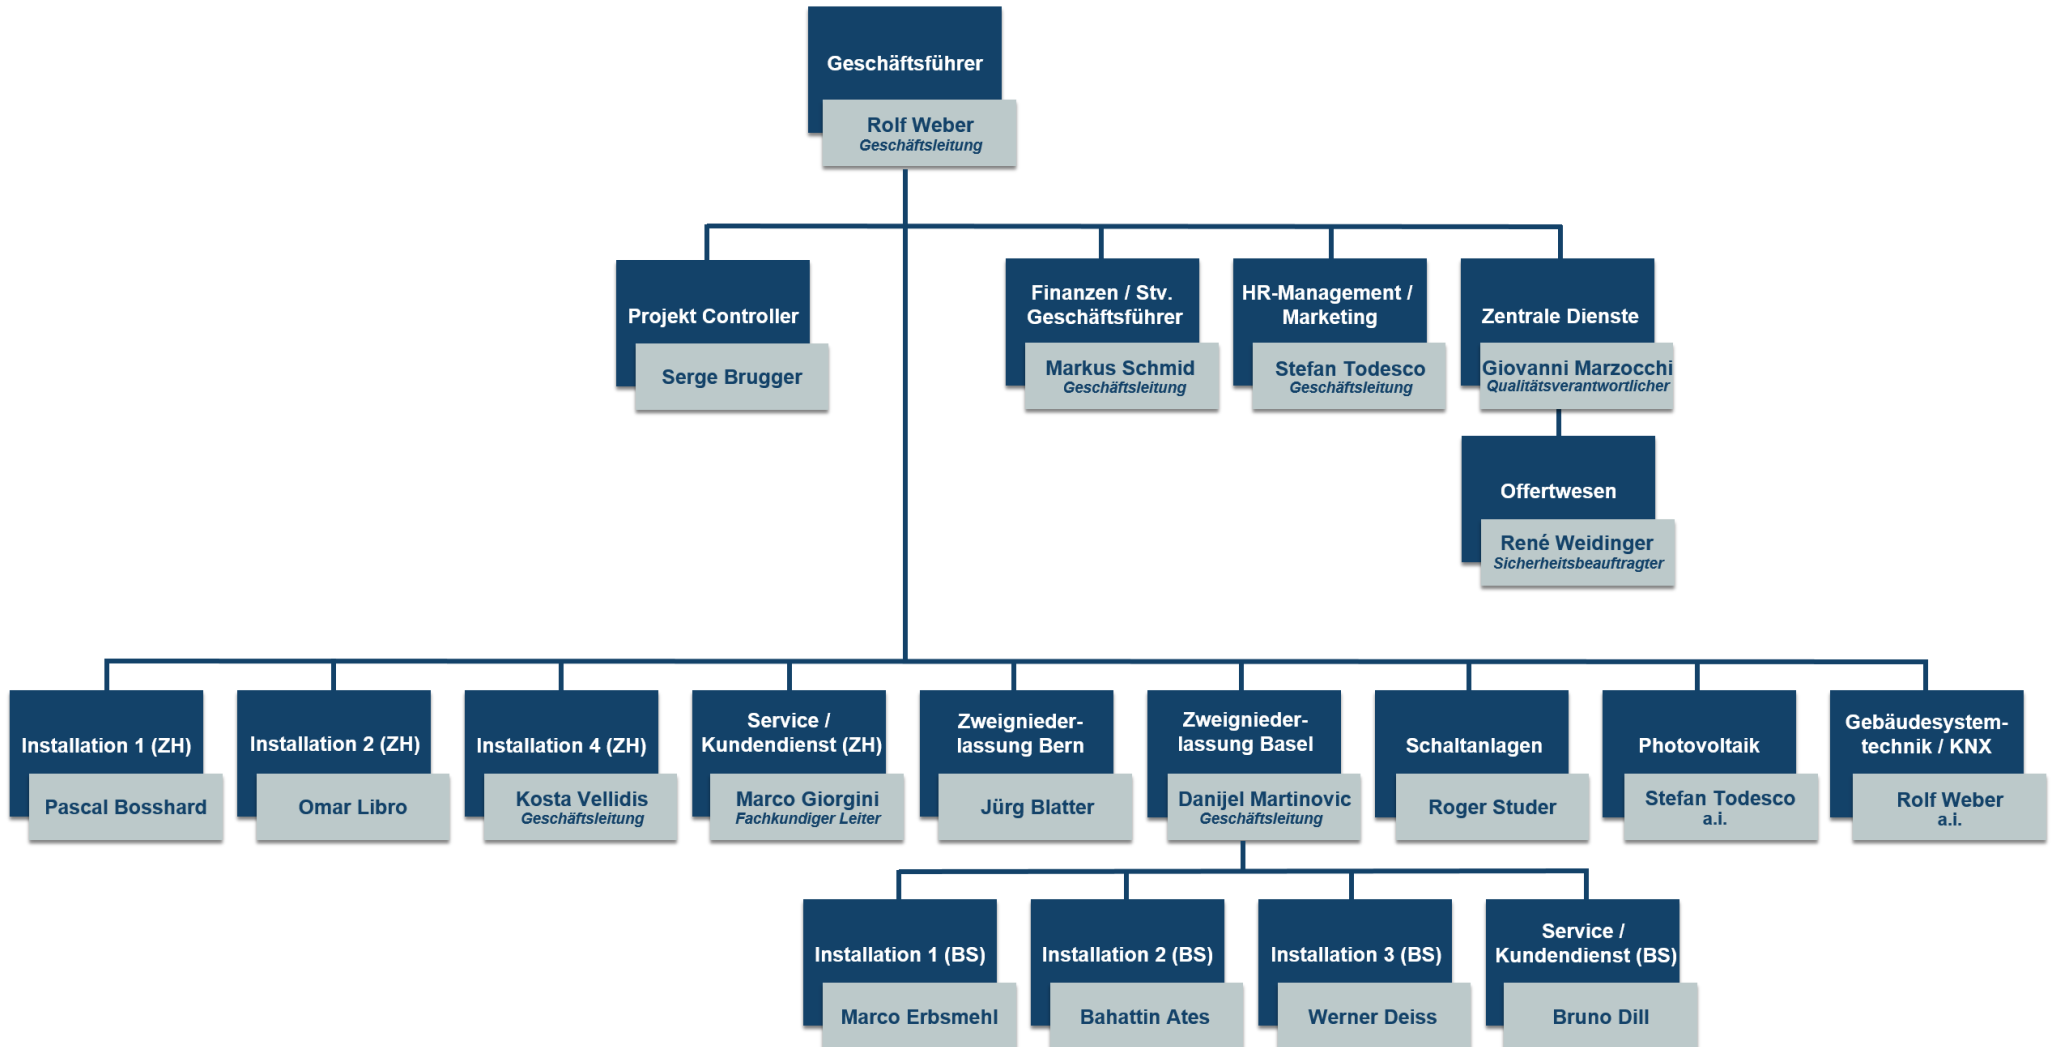 Geschäftsführer
Rolf Weber
Geschäftsleitung
Projekt Controller
Serge Brugger
Finanzen / Stv.
Geschäftsführer
Markus Schmid
Geschäftsleitung
HR-Management /
Marketing
Stefan Todesco
Geschäftsleitung
Zentrale Dienste
Giovanni Marzocchi
Qualitätsverantwortlicher
Offertwesen
René Weidinger
Sicherheitsbeauftragter
Installation 1 (ZH)
Pascal Bosshard
Installation 2 (ZH)
Omar Libro
Installation 4 (ZH)
Kosta Vellidis
Geschäftsleitung
Service /
Kundendienst (ZH)
Marco Giorgini
Fachkundiger Leiter
Zweignieder-
lassung Bern
Jürg Blatter
Zweignieder-
lassung Basel
Danijel Martinovic
Geschäftsleitung
Schaltanlagen
Roger Studer
Photovoltaik
Stefan Todesco
a.i.
Gebäudesystem-
technik / KNX
Rolf Weber
a.i.
Installation 1 (BS)
Marco Erbsmehl
Installation 2 (BS)
Bahattin Ates
Installation 3 (BS)
Werner Deiss
Service /
Kundendienst (BS)
Bruno Dill